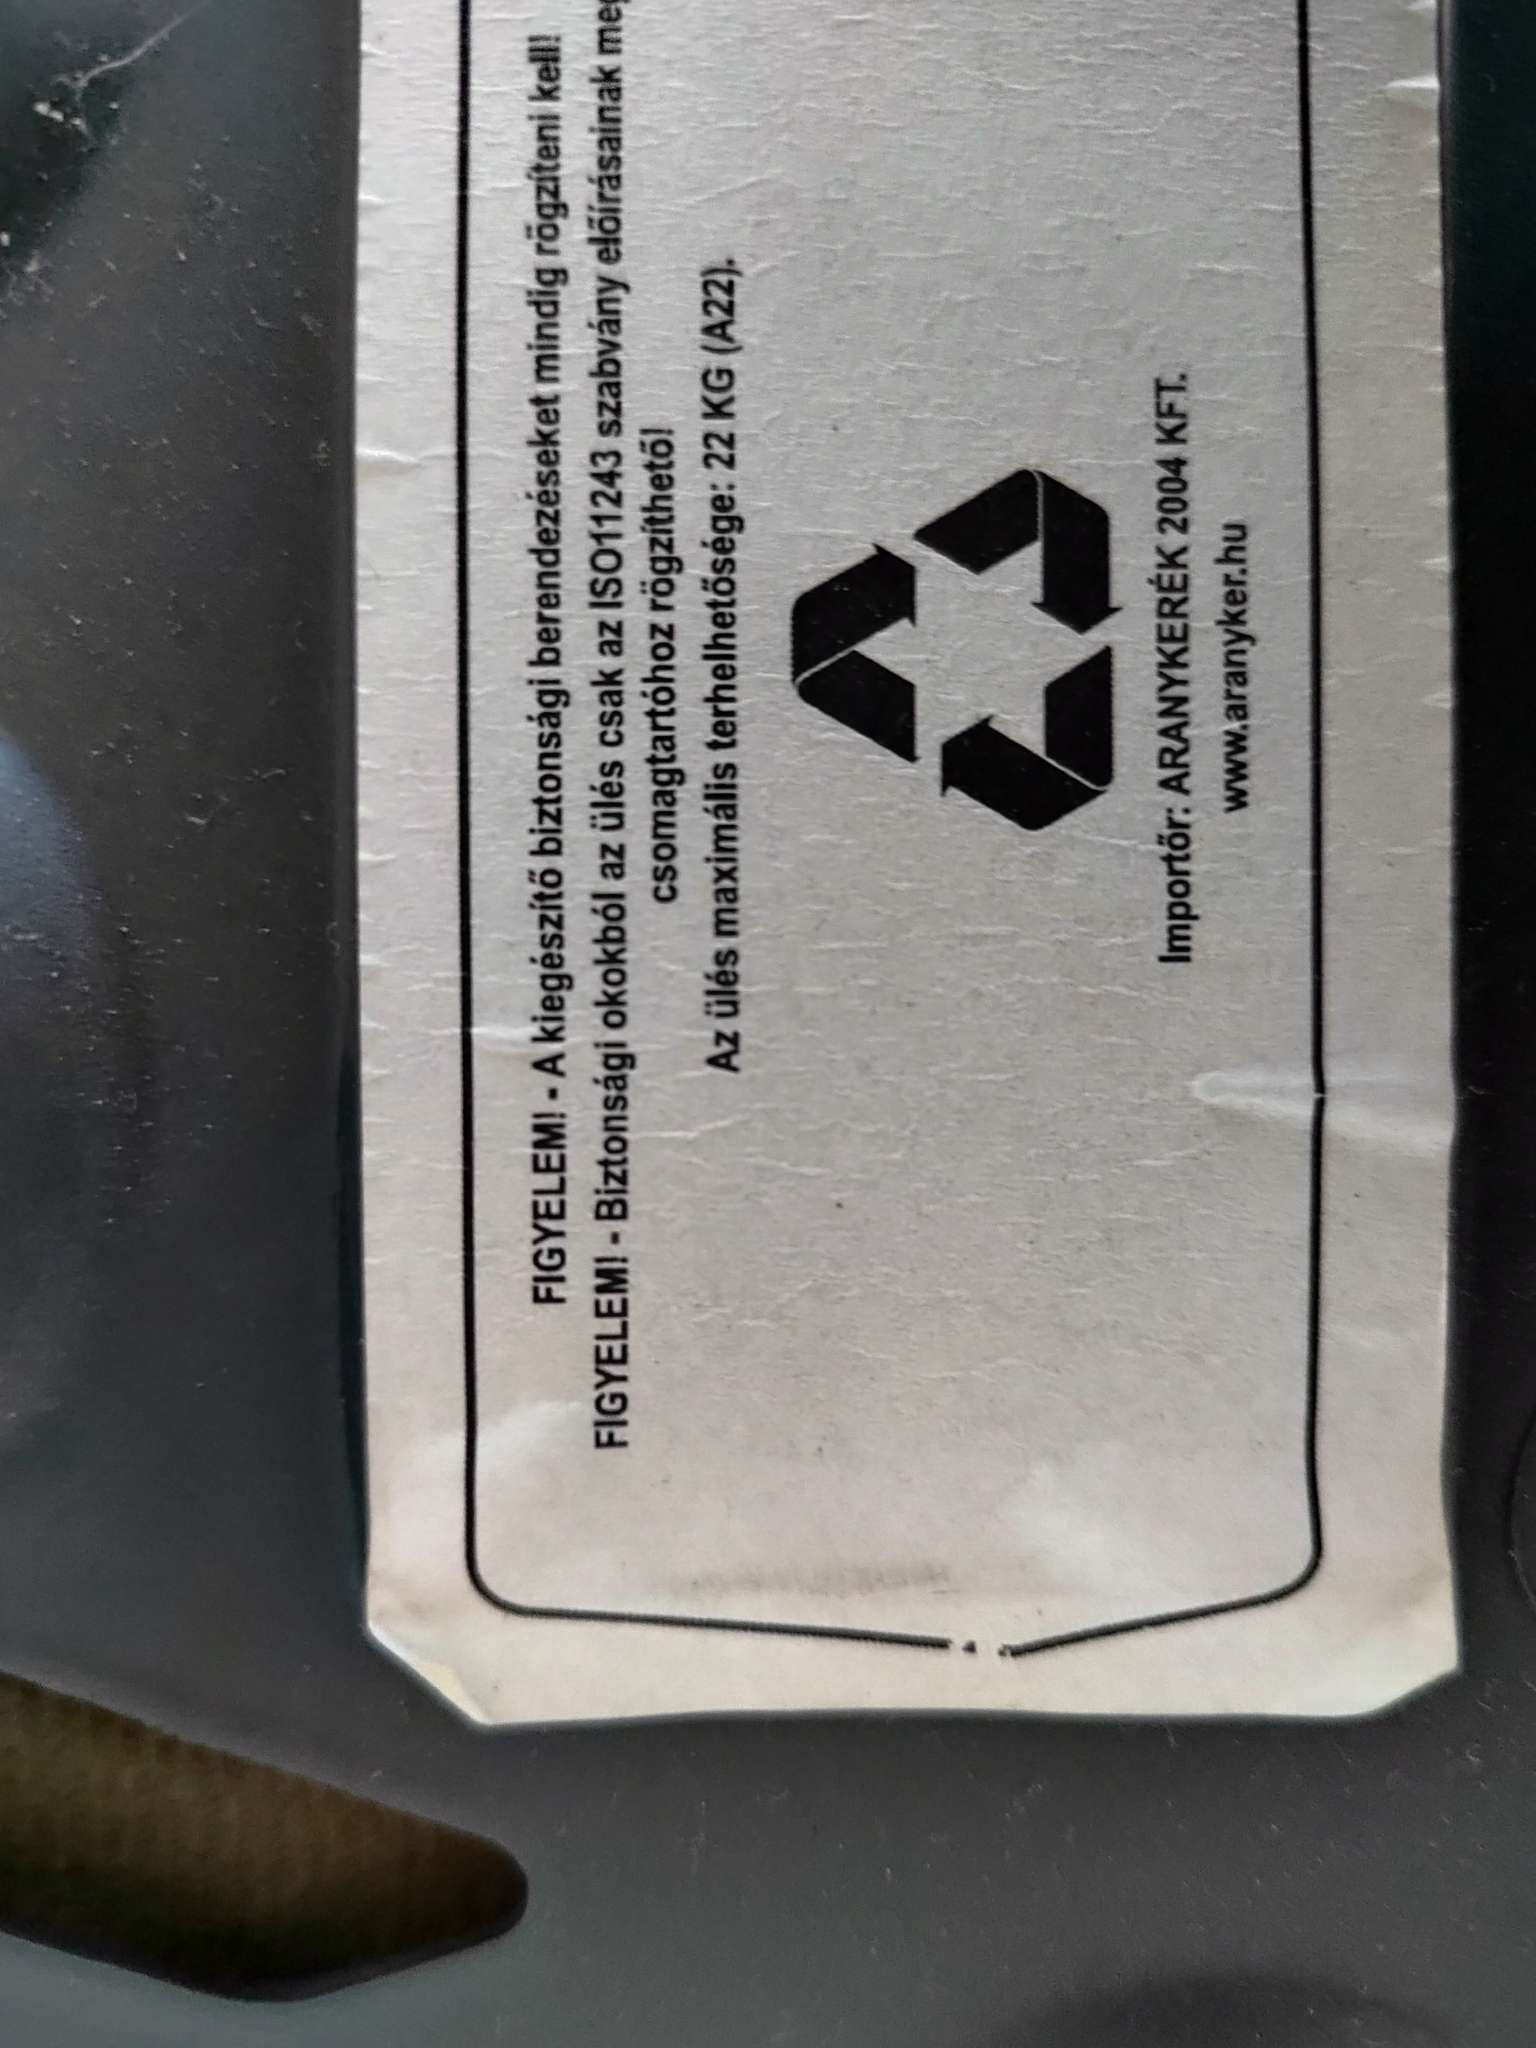 FIGYELEM! - A kiegészítő biztonsági berendezéseket mindig rögzíteni kell!
FIGYELEM! - Biztonsági okokból az ülés csak az ISO11243 szabvány előírásainak
csomagtartóhoz rögzíthető!
Az ülés maximális terhelhetősége: 22 KG (A22).
Importőr: ARANYKERÉK 2004 KFT.
www.aranyker.hu